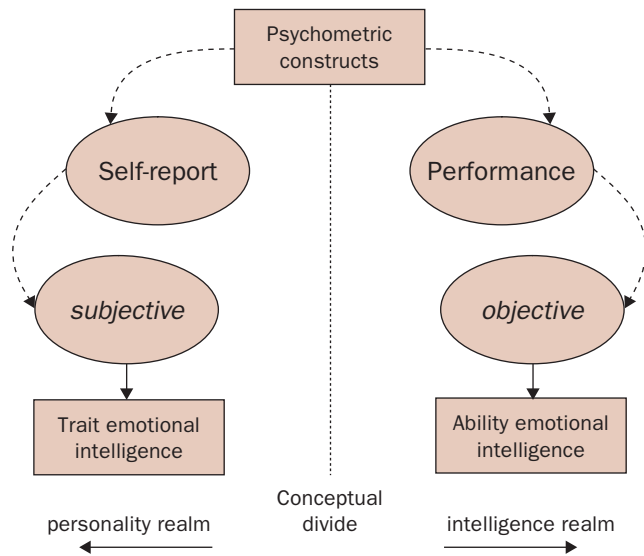 Psychometric
constructs
Self-report
Performance
subjective
objective
Trait emotional
intelligence
Ability emotional
intelligence
Conceptual
divide
personality realm
intelligence realm